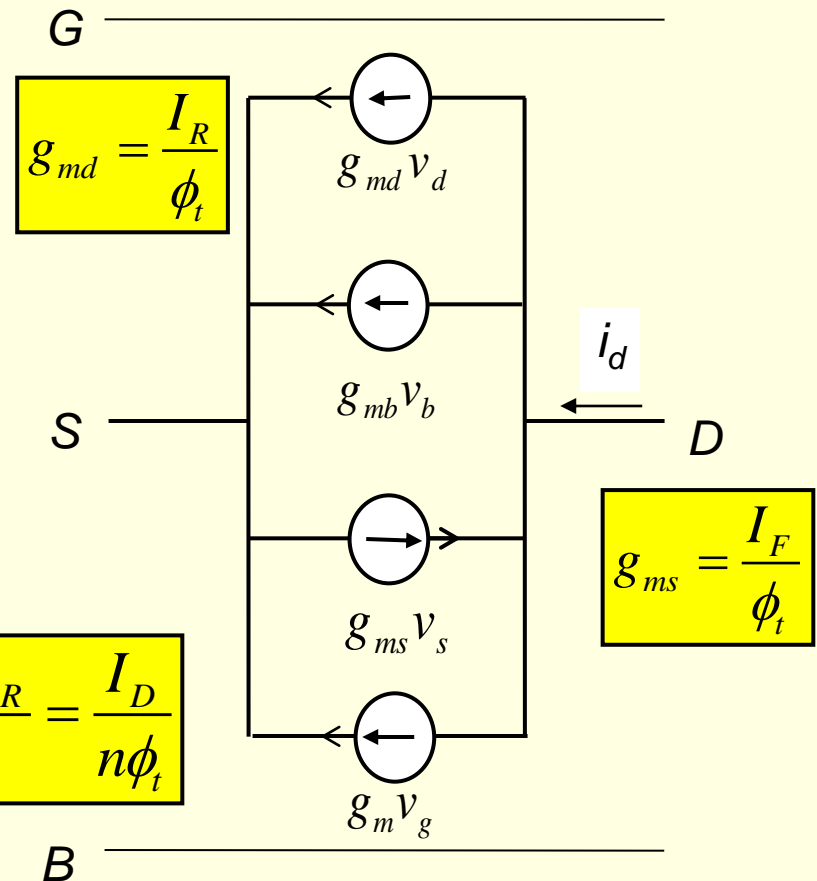 G
g_md = I_R / ϕ_t
g_md v_d
g_mb v_b
i_d
S
D
g_ms = I_F / ϕ_t
g_ms v_s
R = I_D / nϕ_t
g_m v_g
B